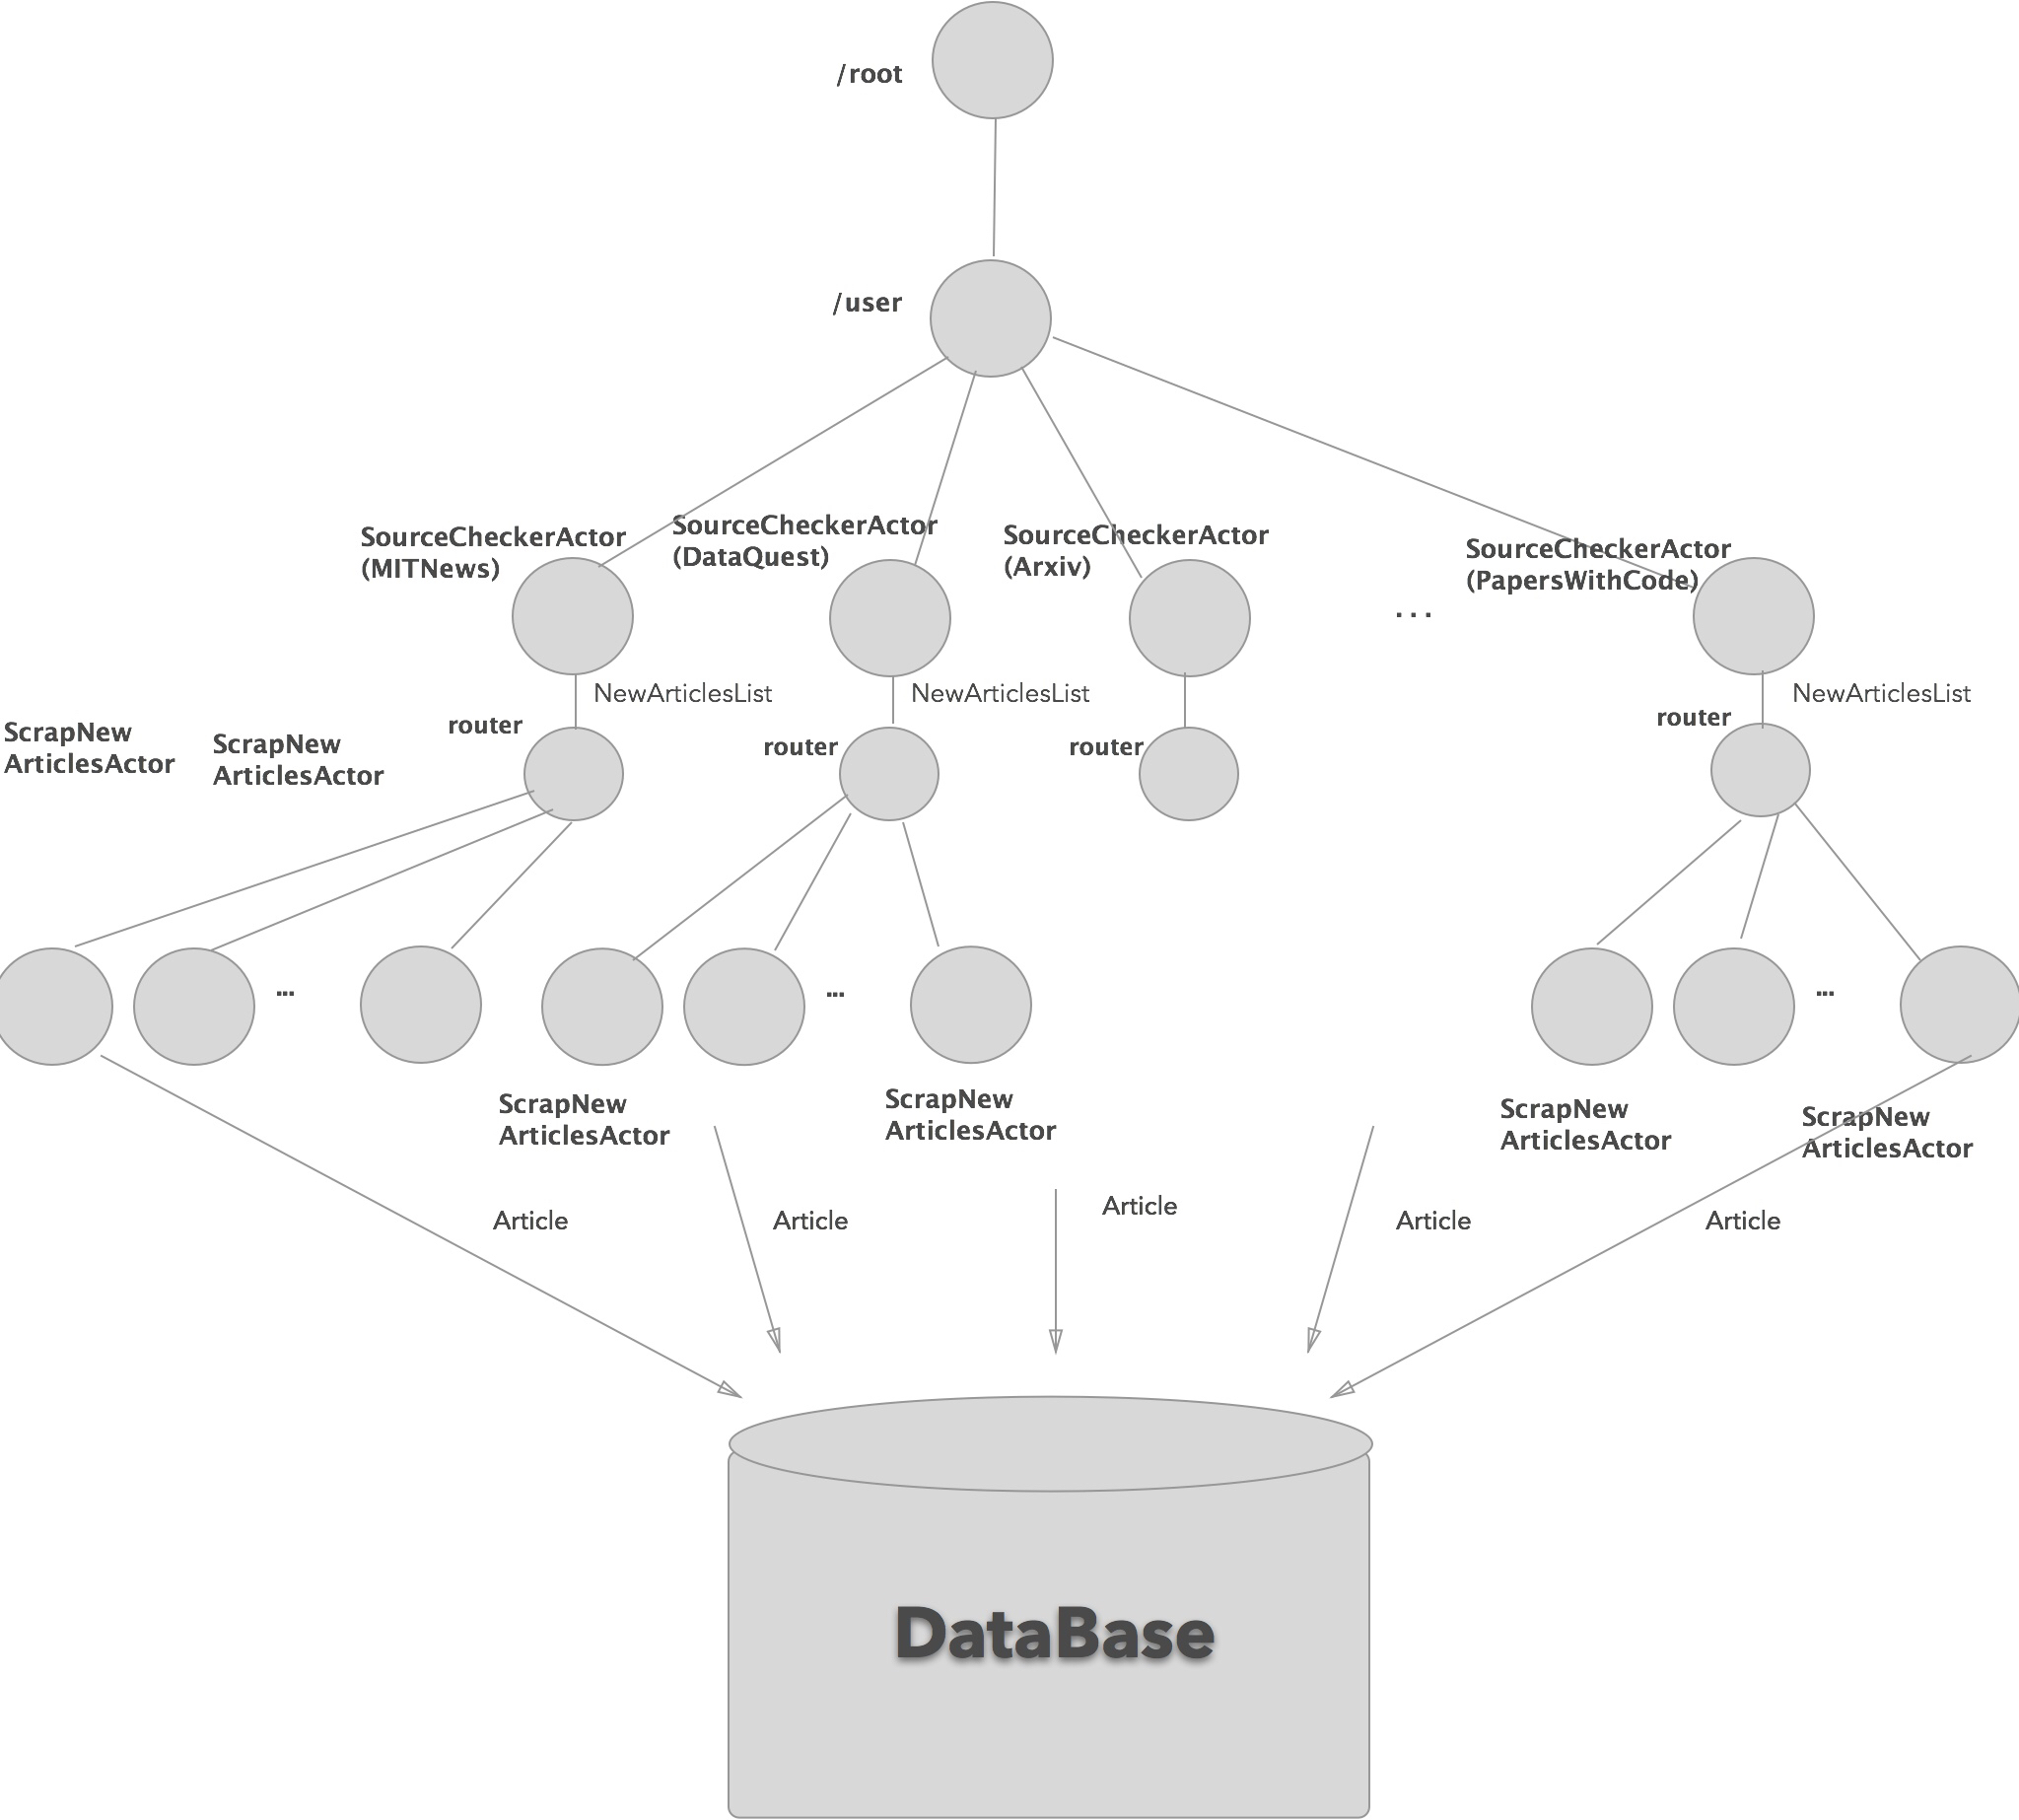 /root
/user
SourceCheckerActor
(MITNews)
SourceCheckerActor
(DataQuest)
SourceCheckerActor
(Arxiv)
SourceCheckerActor
(PapersWithCode)
...
NewArticlesList
NewArticlesList
NewArticlesList
router
router
router
router
ScrapNew
ArticlesActor
ScrapNew
ArticlesActor
...
...
...
ScrapNew
ArticlesActor
ScrapNew
ArticlesActor
ScrapNew
ArticlesActor
ScrapNew
ArticlesActor
Article
Article
Article
Article
Article
DataBase